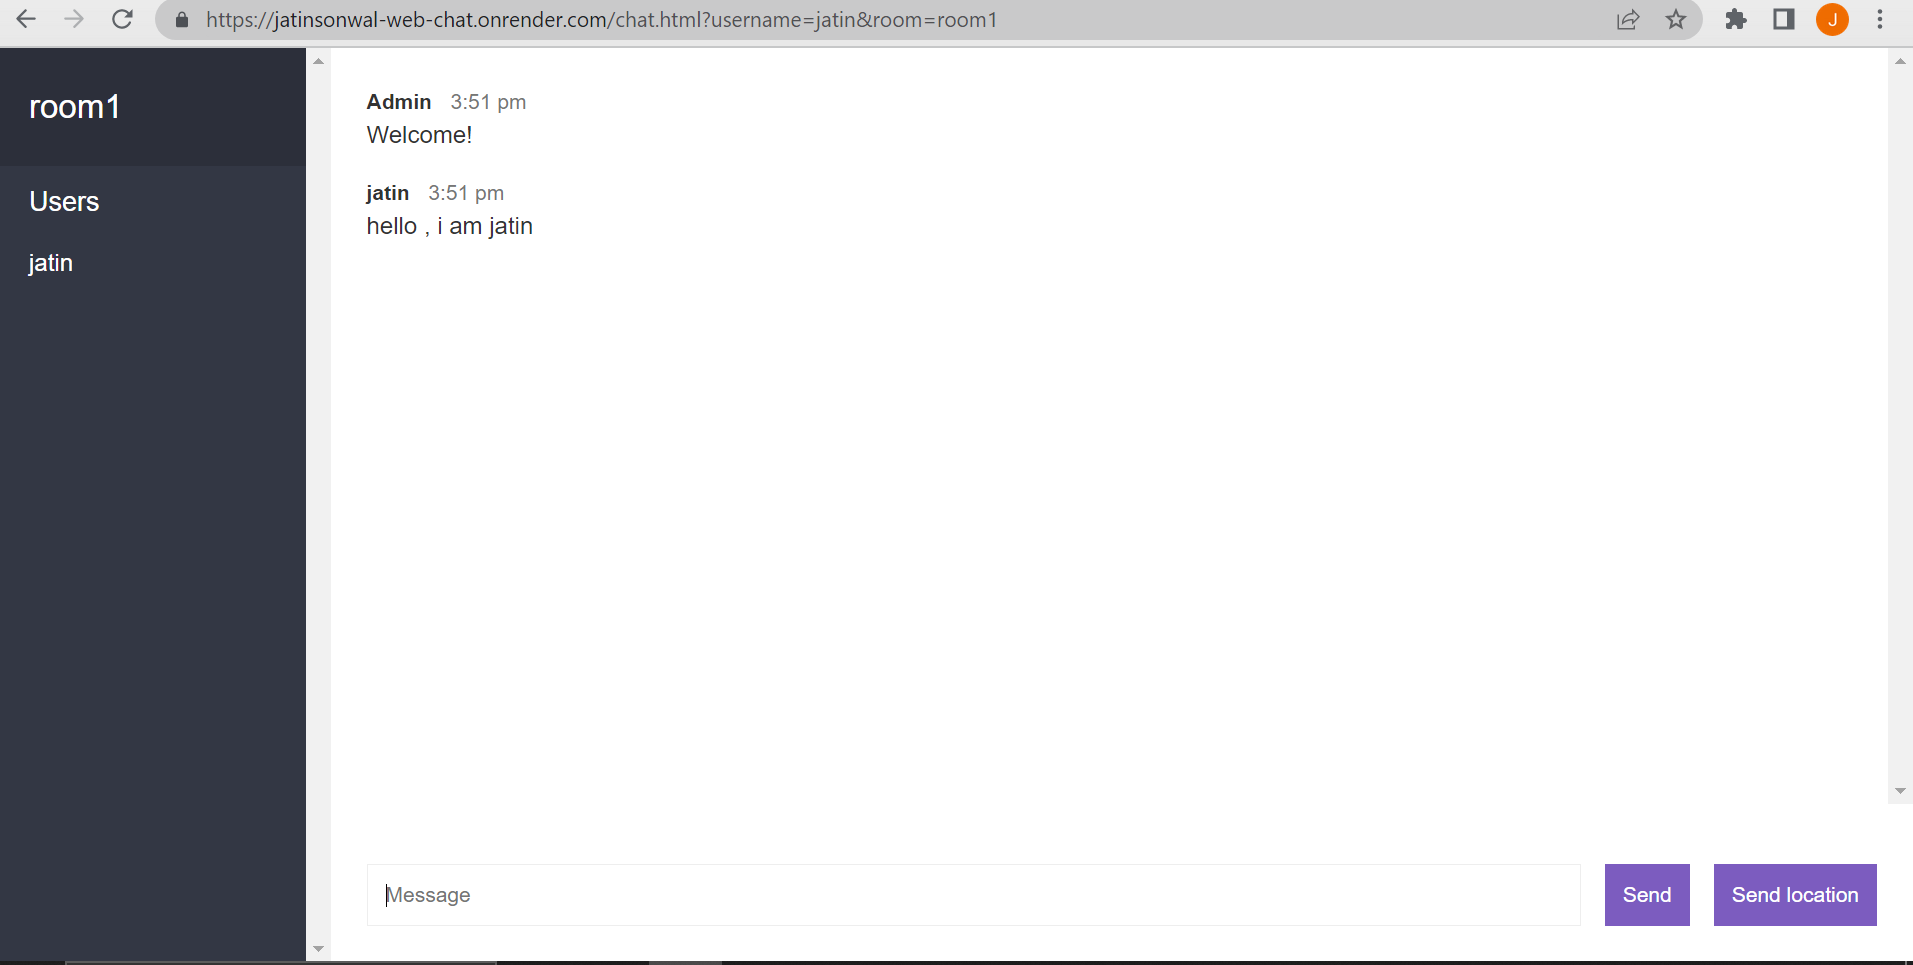 https://jatinsonwal-web-chat.onrender.com/chat.html?username=jatin&room=room1
J
room1
Users
jatin
Admin 3:51 pm
Welcome!
jatin 3:51 pm
hello , i am jatin
Message
Send
Send location